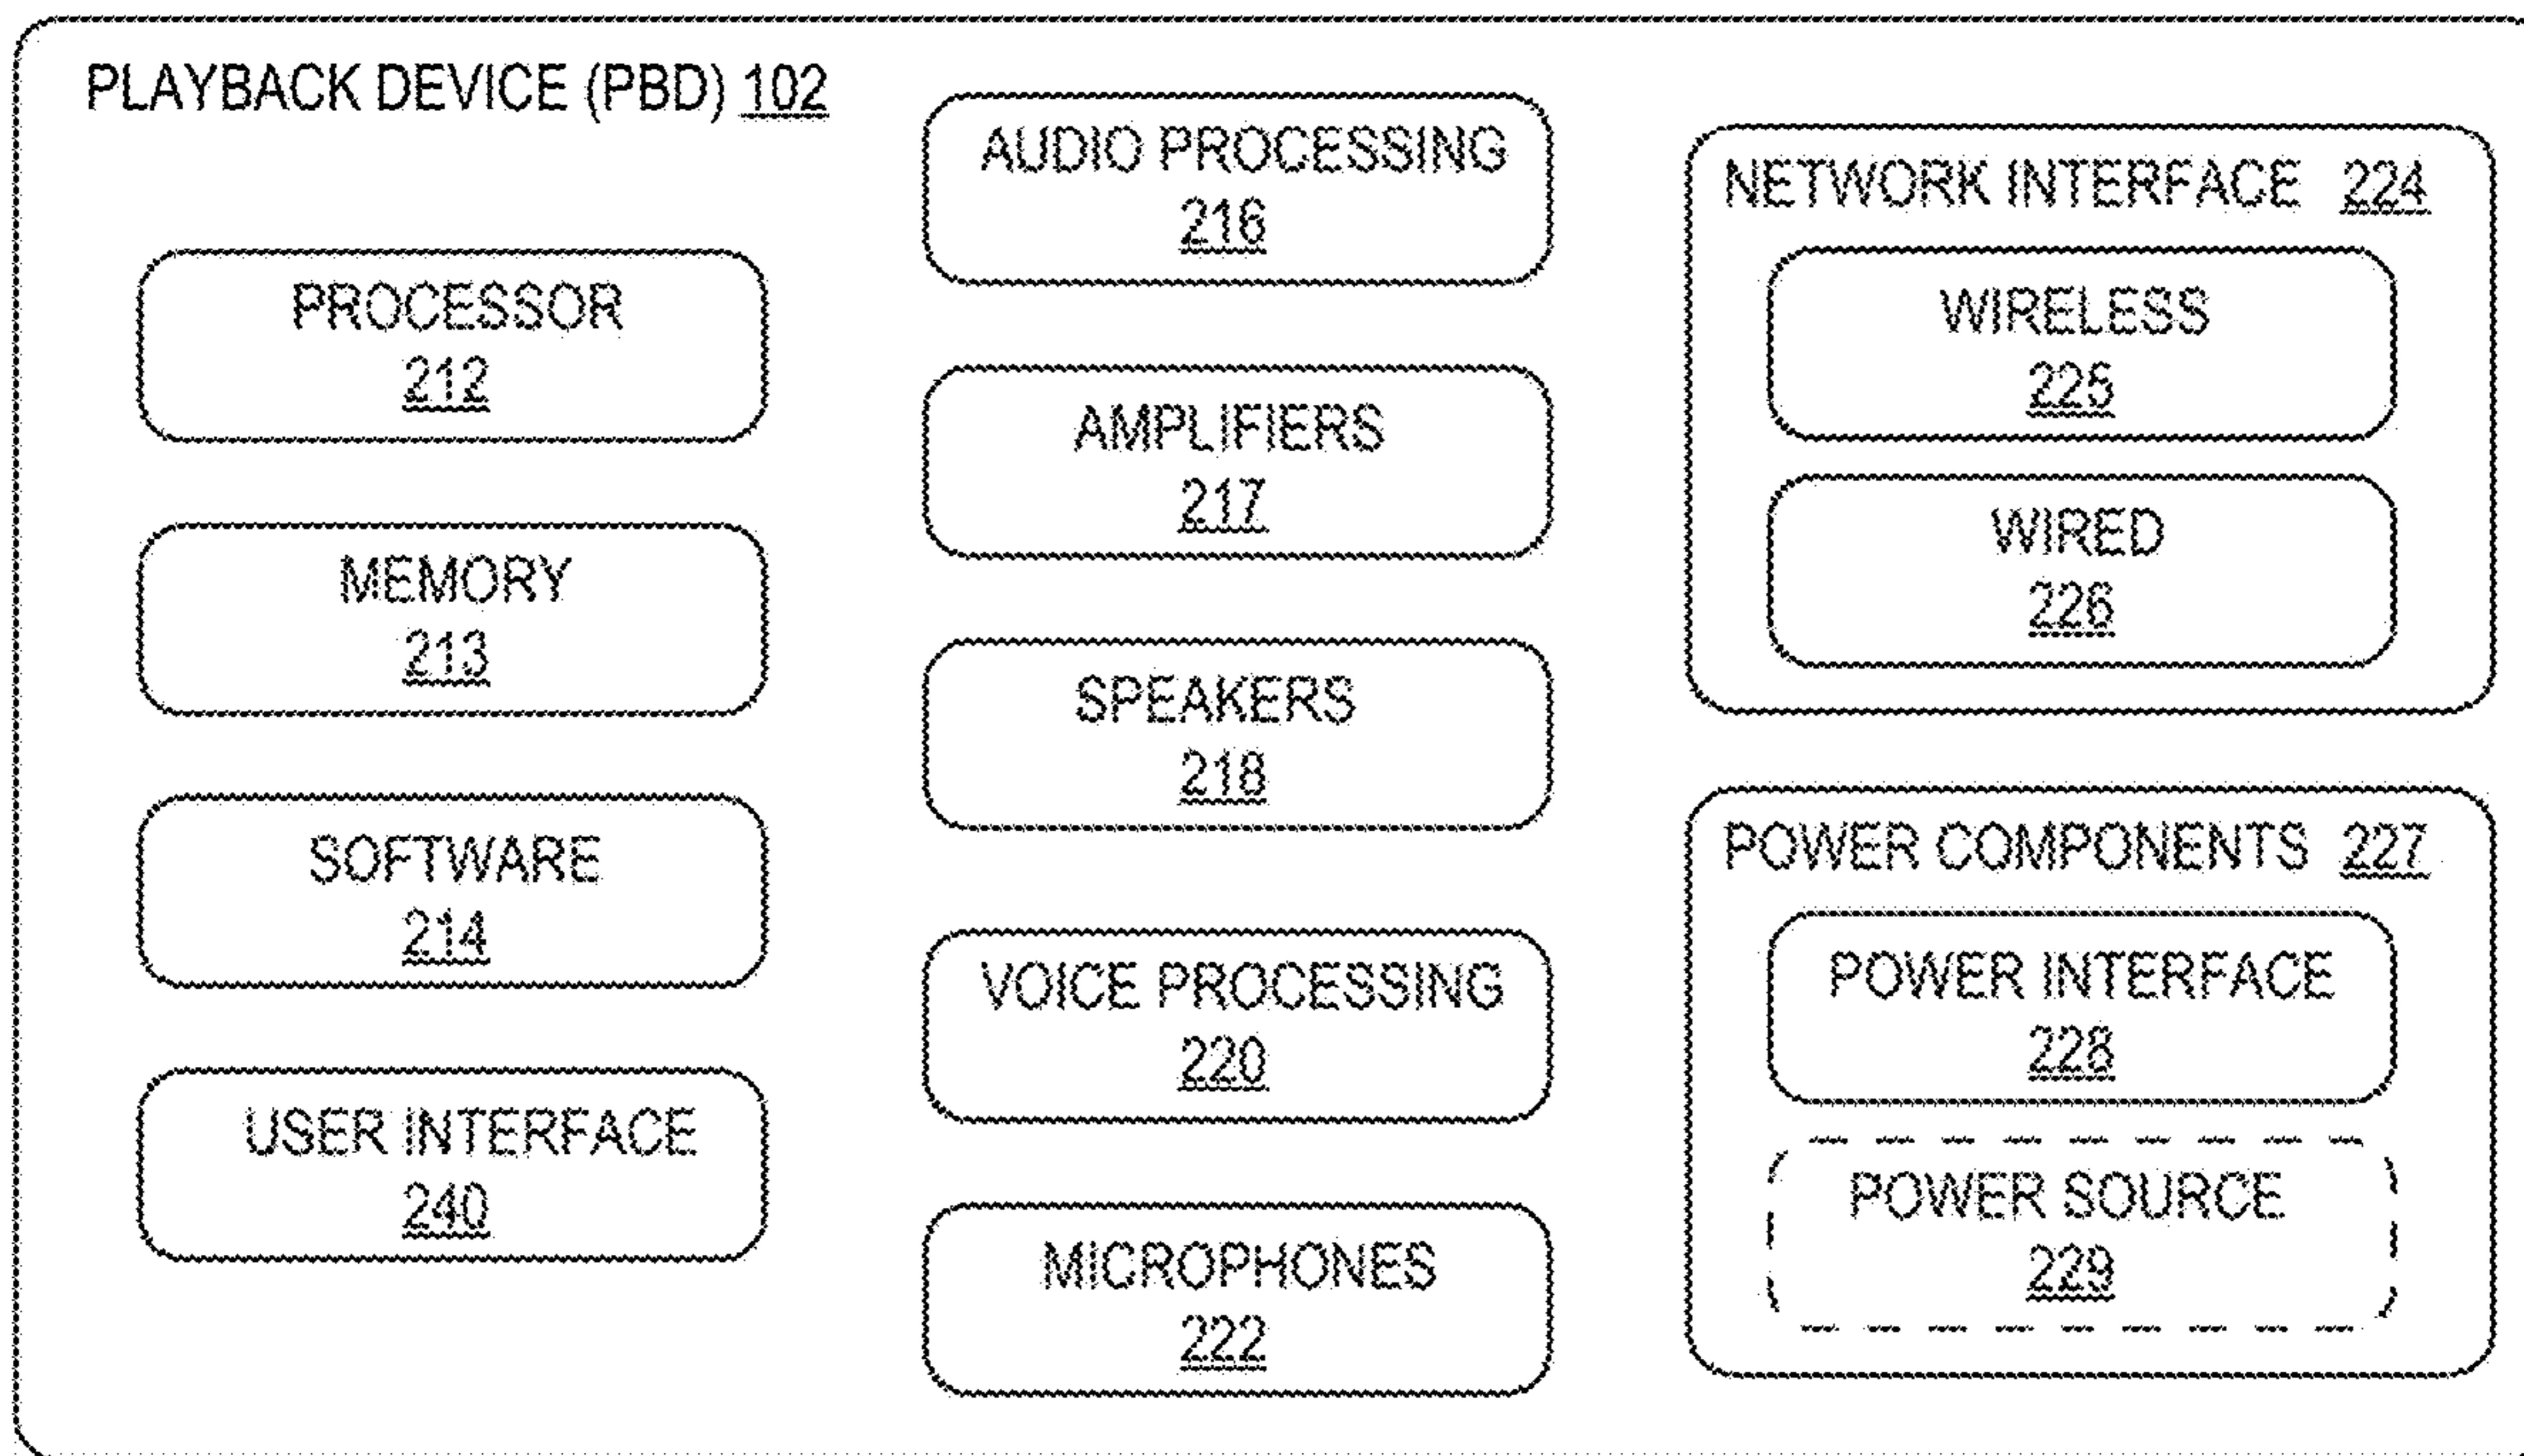 PLAYBACK DEVICE (PBD) 102
PROCESSOR
212
MEMORY
213
SOFTWARE
214
USER INTERFACE
240
AUDIO PROCESSING
216
AMPLIFIERS
217
SPEAKERS
218
VOICE PROCESSING
220
MICROPHONES
222
NETWORK INTERFACE 224
WIRELESS
225
WIRED
226
POWER COMPONENTS 227
POWER INTERFACE
228
POWER SOURCE
229